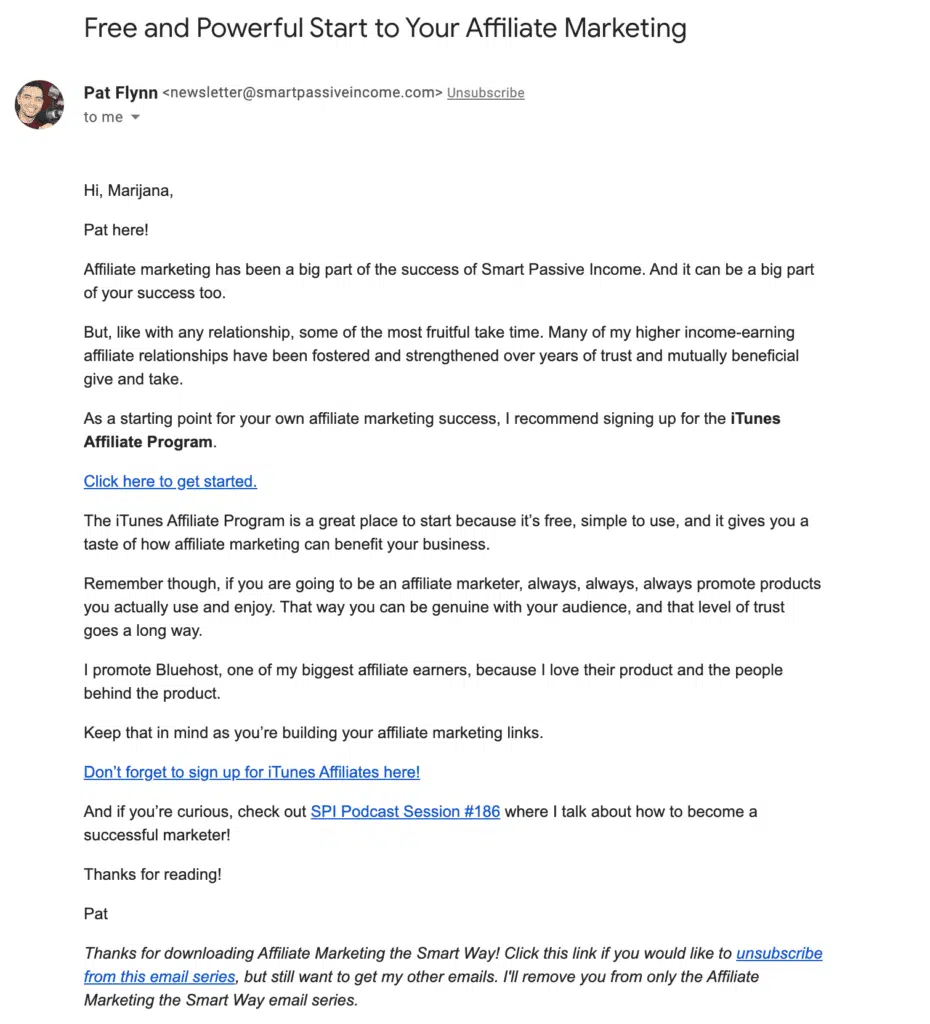 Free and Powerful Start to Your Affiliate Marketing
Pat Flynn <newsletter@smartpassiveincome.com> Unsubscribe
to me
Hi, Marijana,
Pat here!
Affiliate marketing has been a big part of the success of Smart Passive Income. And it can be a big part
of your success too.
But, like with any relationship, some of the most fruitful take time. Many of my higher income-earning
affiliate relationships have been fostered and strengthened over years of trust and mutually beneficial
give and take.
As a starting point for your own affiliate marketing success, I recommend signing up for the iTunes
Affiliate Program.
Click here to get started.
The iTunes Affiliate Program is a great place to start because it’s free, simple to use, and it gives you a
taste of how affiliate marketing can benefit your business.
Remember though, if you are going to be an affiliate marketer, always, always, always promote products
you actually use and enjoy. That way you can be genuine with your audience, and that level of trust
goes a long way.
I promote Bluehost, one of my biggest affiliate earners, because I love their product and the people
behind the product.
Keep that in mind as you’re building your affiliate marketing links.
Don’t forget to sign up for iTunes Affiliates here!
And if you’re curious, check out SPI Podcast Session #186 where I talk about how to become a
successful marketer!
Thanks for reading!
Pat
Thanks for downloading Affiliate Marketing the Smart Way! Click this link if you would like to unsubscribe
from this email series, but still want to get my other emails. I'll remove you from only the Affiliate
Marketing the Smart Way email series.